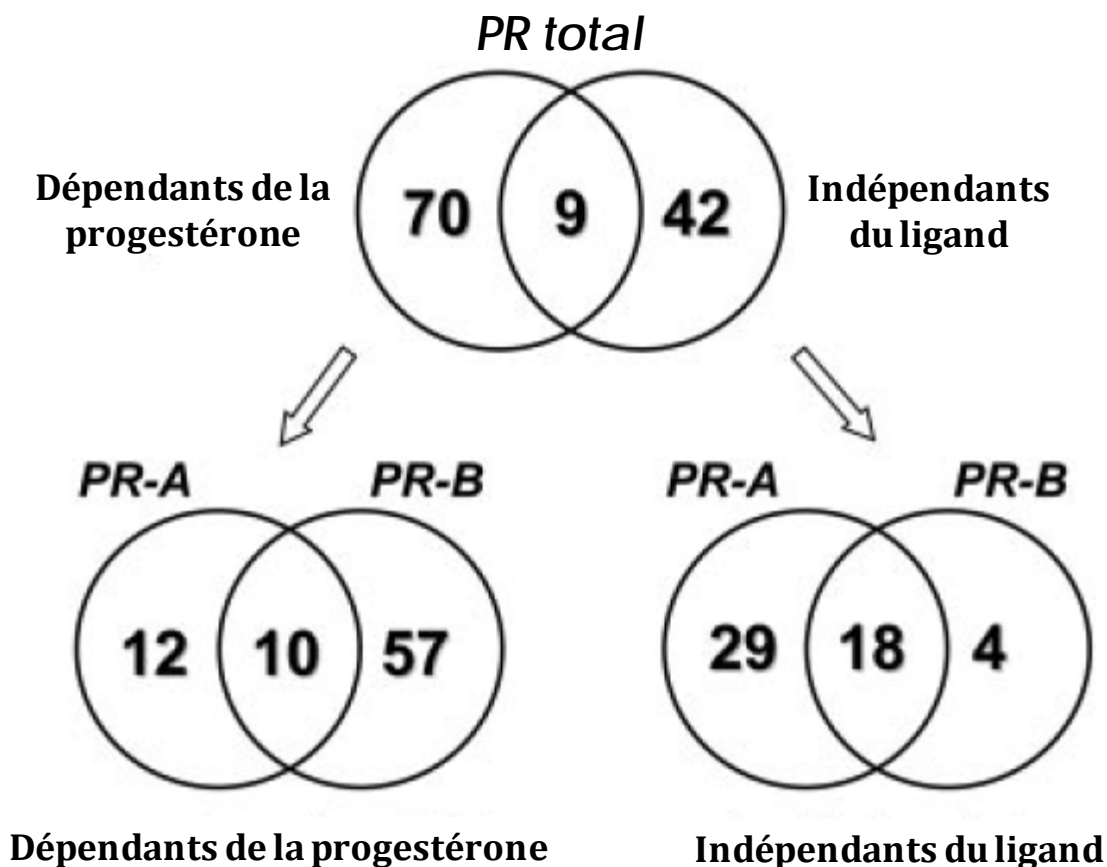 PR total
Dépendants de la
progestérone
70
9
42
Indépendants
du ligand
PR-A
PR-B
PR-A
PR-B
12
10
57
29
18
4
Dépendants de la progestérone
Indépendants du ligand